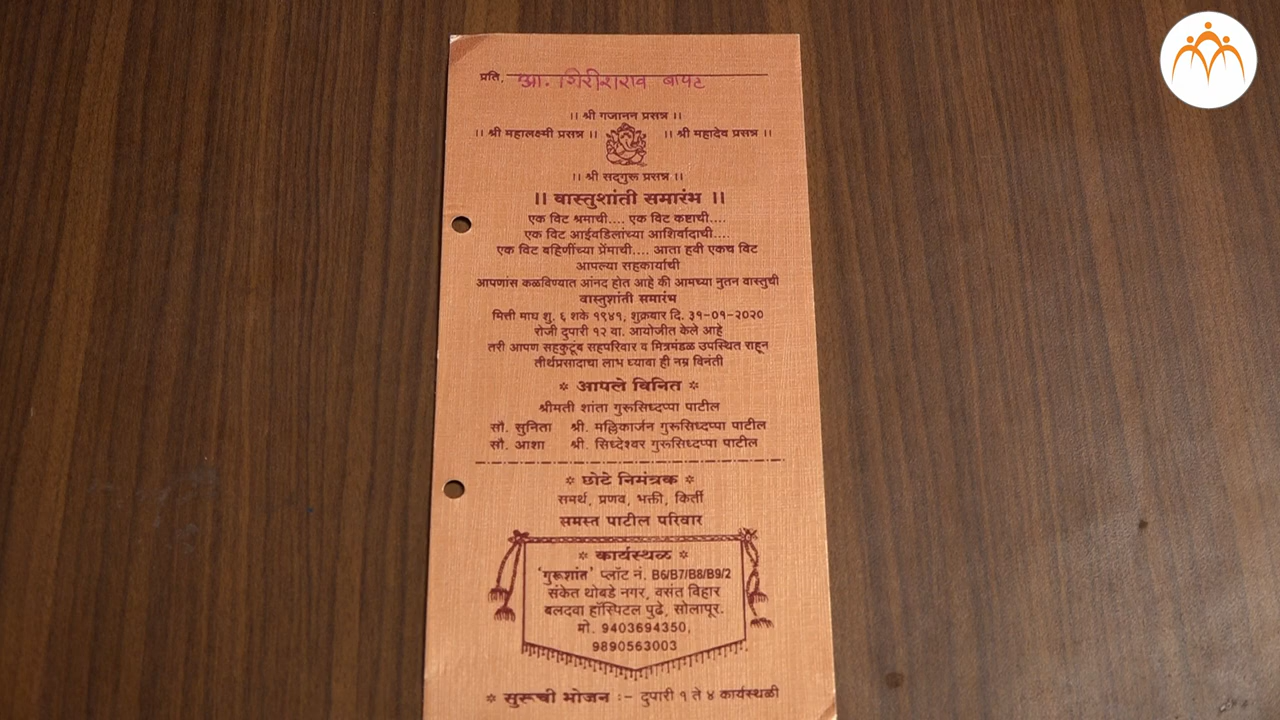 प्रति, आ. गिरीशराव बापट
।। श्री गजानन प्रसन्न ।।
।। श्री महालक्ष्मी प्रसन्न ।। ।। श्री महादेव प्रसन्न ।।
।। श्री सद्गुरू प्रसन्न ।।
।। वास्तुशांती समारंभ ।।
एक विट श्रमाची.... एक विट कष्टाची....
एक विट आईवडिलांच्या आशिर्वादाची....
एक विट बहिणींच्या प्रेंमाची.... आता हवी एकच विट
आपल्या सहकार्याची
आपणांस कळविण्यात आंनद होत आहे की आमच्या नुतन वास्तुची
वास्तुशांती समारंभ
मित्ती माघ शु. ६ शके १९४१, शुक्रवार दि. ३१-०१-२०२०
रोजी दुपारी १२ वा. आयोजीत केले आहे
तरी आपण सहकुटूंब सहपरिवार व मित्रमंडळ उपस्थित राहून
तीर्थप्रसादाचा लाभ घ्यावा ही नम्र विनंती
* आपले विनित *
श्रीमती शांता गुरूसिध्दप्पा पाटील
सौ. सुनिता श्री. मल्लिकार्जन गुरूसिध्दप्पा पाटील
सौ. आशा श्री. सिध्देश्वर गुरूसिध्दप्पा पाटील
* छोटे निमंत्रक *
समर्थ, प्रणव, भक्ती, किर्ती
समस्त पाटील परिवार
* कार्यस्थळ *
'गुरूशांत' प्लॉट नं. B6/B7/B8/B9/2
संकेत थोबडे नगर, वसंत विहार
बलदवा हॉस्पिटल पुढे, सोलापूर.
मो. 9403694350,
9890563003
* सुरूची भोजन :- दुपारी १ ते ४ कार्यस्थळी